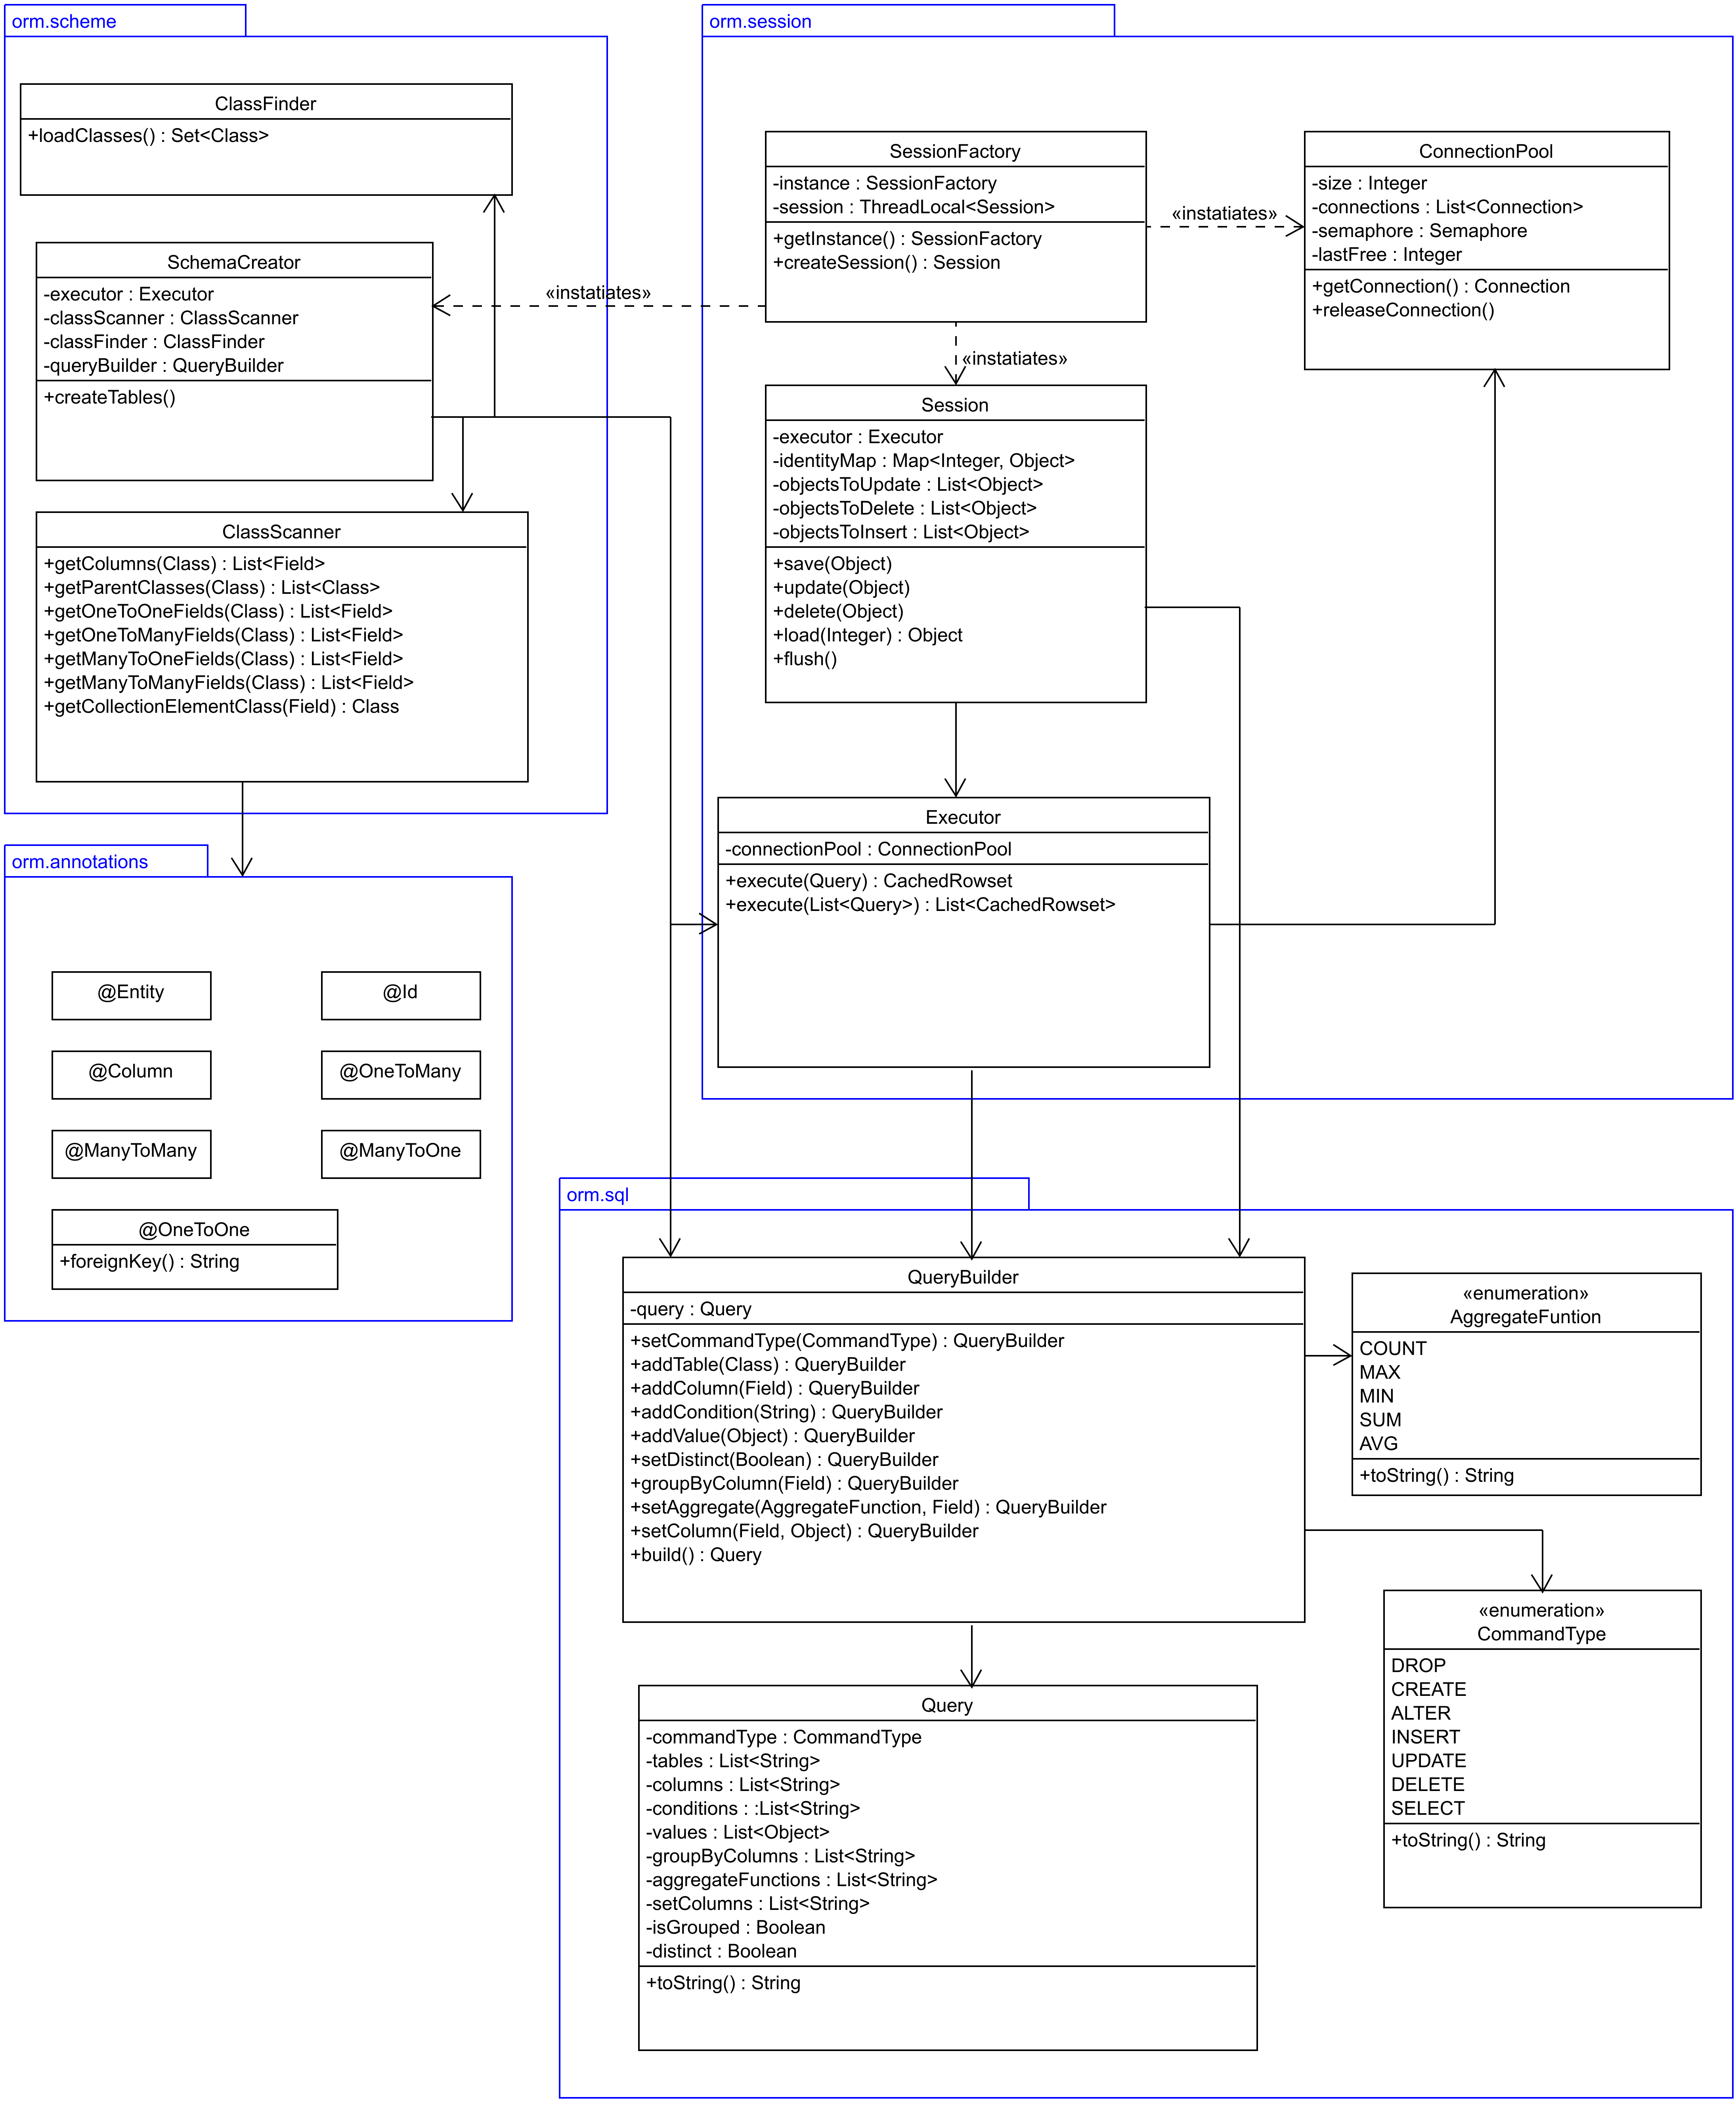 orm.scheme
ClassFinder
+loadClasses() : Set<Class>
SchemaCreator
-executor : Executor
-classScanner : ClassScanner
-classFinder : ClassFinder
-queryBuilder : QueryBuilder
+createTables()
ClassScanner
+getColumns(Class) : List<Field>
+getParentClasses(Class) : List<Class>
+getOneToOneFields(Class) : List<Field>
+getOneToManyFields(Class) : List<Field>
+getManyToOneFields(Class) : List<Field>
+getManyToManyFields(Class) : List<Field>
+getCollectionElementClass(Field) : Class
orm.session
SessionFactory
-instance : SessionFactory
-session : ThreadLocal<Session>
+getInstance() : SessionFactory
+createSession() : Session
«instatiates»
«instatiates»
«instatiates»
ConnectionPool
-size : Integer
-connections : List<Connection>
-semaphore : Semaphore
-lastFree : Integer
+getConnection() : Connection
+releaseConnection()
Session
-executor : Executor
-identityMap : Map<Integer, Object>
-objectsToUpdate : List<Object>
-objectsToDelete : List<Object>
-objectsToInsert : List<Object>
+save(Object)
+update(Object)
+delete(Object)
+load(Integer) : Object
+flush()
Executor
-connectionPool : ConnectionPool
+execute(Query) : CachedRowset
+execute(List<Query>) : List<CachedRowset>
orm.annotations
@Entity
@Id
@Column
@OneToMany
@ManyToMany
@ManyToOne
@OneToOne
+foreignKey() : String
orm.sql
QueryBuilder
-query : Query
+setCommandType(CommandType) : QueryBuilder
+addTable(Class) : QueryBuilder
+addColumn(Field) : QueryBuilder
+addCondition(String) : QueryBuilder
+addValue(Object) : QueryBuilder
+setDistinct(Boolean) : QueryBuilder
+groupByColumn(Field) : QueryBuilder
+setAggregate(AggregateFunction, Field) : QueryBuilder
+setColumn(Field, Object) : QueryBuilder
+build() : Query
«enumeration»
AggregateFuntion
COUNT
MAX
MIN
SUM
AVG
+toString() : String
«enumeration»
CommandType
DROP
CREATE
ALTER
INSERT
UPDATE
DELETE
SELECT
+toString() : String
Query
-commandType : CommandType
-tables : List<String>
-columns : List<String>
-conditions : :List<String>
-values : List<Object>
-groupByColumns : List<String>
-aggregateFunctions : List<String>
-setColumns : List<String>
-isGrouped : Boolean
-distinct : Boolean
+toString() : String